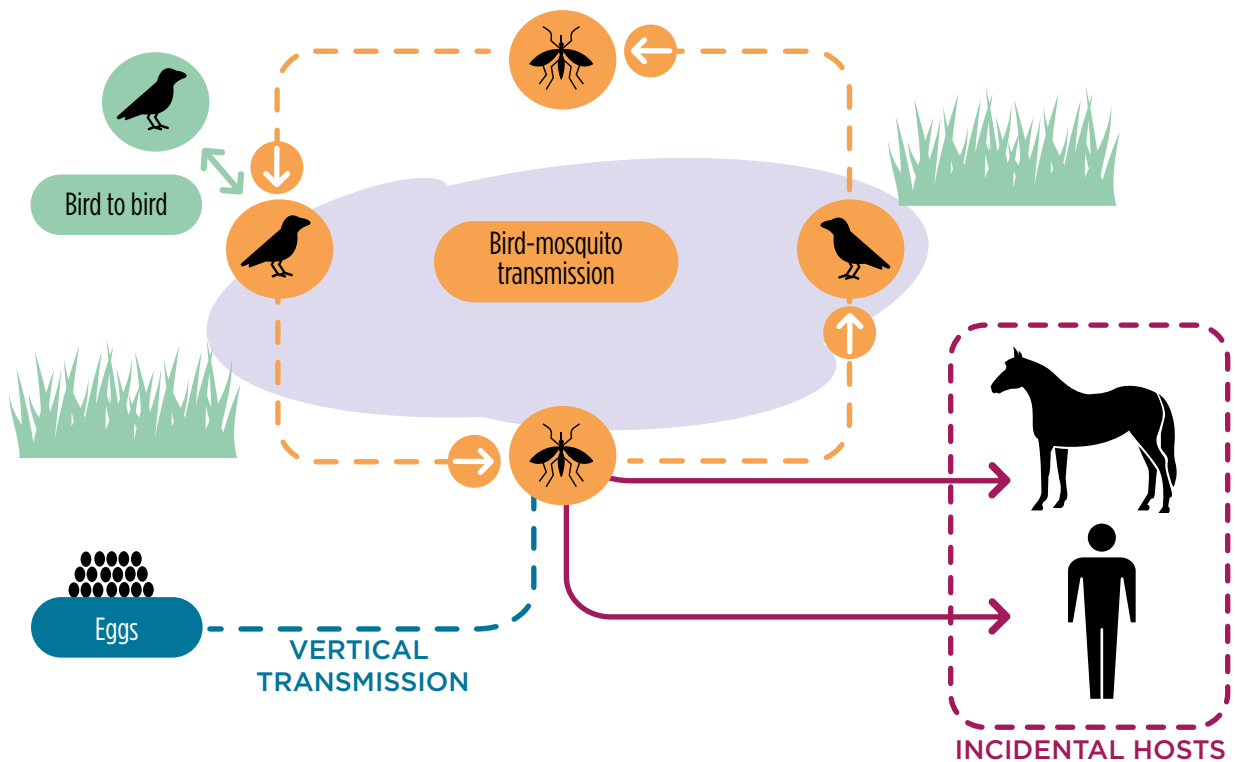 Bird to bird
Bird-mosquito
transmission
Eggs
VERTICAL
TRANSMISSION
INCIDENTAL HOSTS